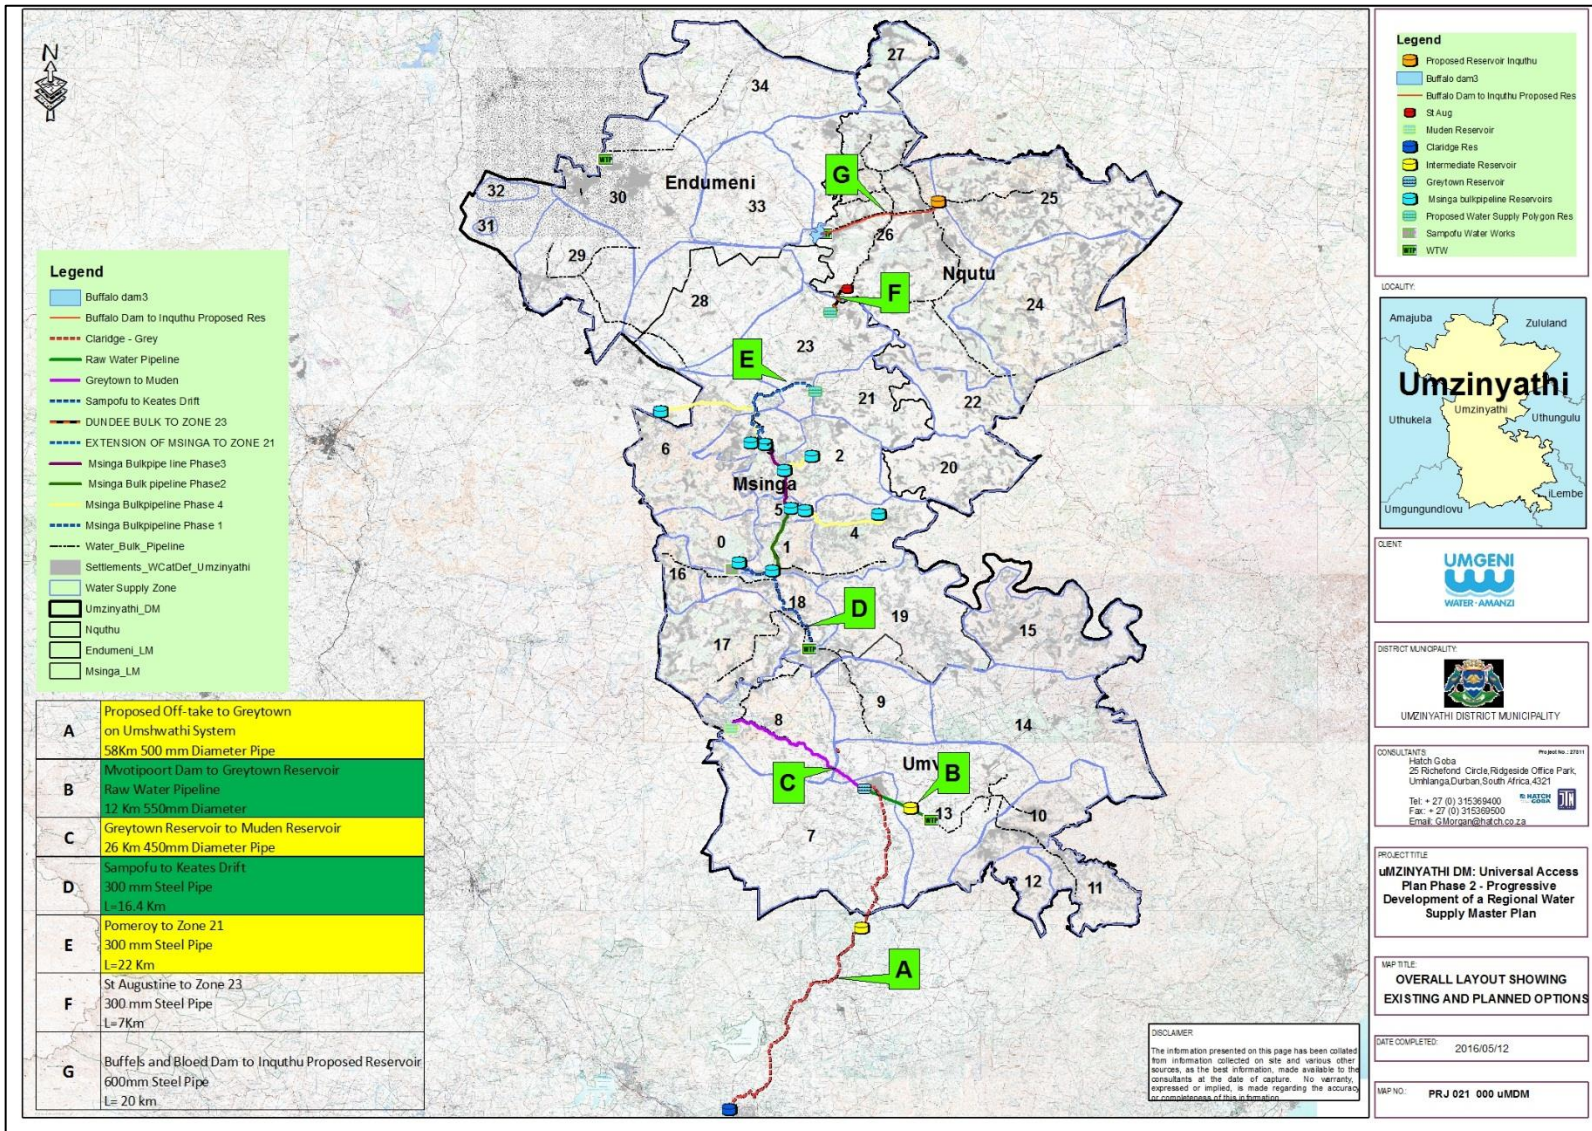 N
Legend
Buffalo dam3
Buffalo Dam to Inquthu Proposed Res
Claridge - Grey
Raw Water Pipeline
Greytown to Muden
Sampofu to Keates Drift
DUNDEE BULK TO ZONE 23
EXTENSION OF MSINGA TO ZONE 21
Msinga Bulkpipe line Phase3
Msinga Bulk pipeline Phase2
Msinga Bulkpipeline Phase 4
Msinga Bulkpipeline Phase 1
Water_Bulk_Pipeline
Settlements_WCatDef_Umzinyathi
Water Supply Zone
Umzinyathi_DM
Nquthu
Endumeni_LM
Msinga_LM
A
Proposed Off-take to Greytown
on Umshwathi System
58Km 500 mm Diameter Pipe
B
Mvotipoort Dam to Greytown Reservoir
Raw Water Pipeline
12 Km 550mm Diameter
C
Greytown Reservoir to Muden Reservoir
26 Km 450mm Diameter Pipe
D
Sampofu to Keates Drift
300 mm Steel Pipe
L=16.4 Km
E
Pomeroy to Zone 21
300 mm Steel Pipe
L=22 Km
F
St Augustine to Zone 23
300 mm Steel Pipe
L=7Km
G
Buffels and Bloed Dam to Inquthu Proposed Reservoir
600mm Steel Pipe
L= 20 km
27
34
WTP
G
32
30
Endumeni
33
25
31
26
29
Nqutu
28
F
24
23
E
21
22
6
2
20
Msinga
5
4
0
1
16
18
D
19
15
17
WTP
9
8
14
C
Umv
B
13
WTP
10
7
12
11
A
Legend
Proposed Reservoir Inquthu
Buffalo dam3
Buffalo Dam to Inquthu Proposed Res
St Aug
Muden Reservoir
Claridge Res
Intermediate Reservoir
Greytown Reservoir
Msinga bulkpipeline Reservoirs
Proposed Water Supply Polygon Res
Sampofu Water Works
WTP WTW
LOCALITY:
Amajuba
Zululand
Umzinyathi
Umzinyathi
Uthukela
Uthungulu
iLembe
Umgungundlovu
CLIENT:
UMGENI
WATER-AMANZI
DISTRICT MUNICIPALITY:
UMZINYATHI DISTRICT MUNICIPALITY
CONSULTANTS
Project No.: 27811
Hatch Goba
25 Richefond Circle,Ridgeside Office Park,
Umhlanga,Durban,South Africa,4321
Tel: + 27 (0) 315369400
Fax: + 27 (0) 315369500
Email: GMorgan@hatch.co.za
HATCH
GOBA
PROJECT TITLE
uMZINYATHI DM: Universal Access
Plan Phase 2 - Progressive
Development of a Regional Water
Supply Master Plan
MAP TITLE:
OVERALL LAYOUT SHOWING
EXISTING AND PLANNED OPTIONS
DATE COMPLETED:
2016/05/12
MAP NO.:
PRJ 021 000 uMDM
DISCLAIMER
The information presented on this page has been collated
from information collected on site and various other
sources, as the best information, made available to the
consultants at the date of capture. No warranty,
expressed or implied, is made regarding the accuracy
or completeness of this information.